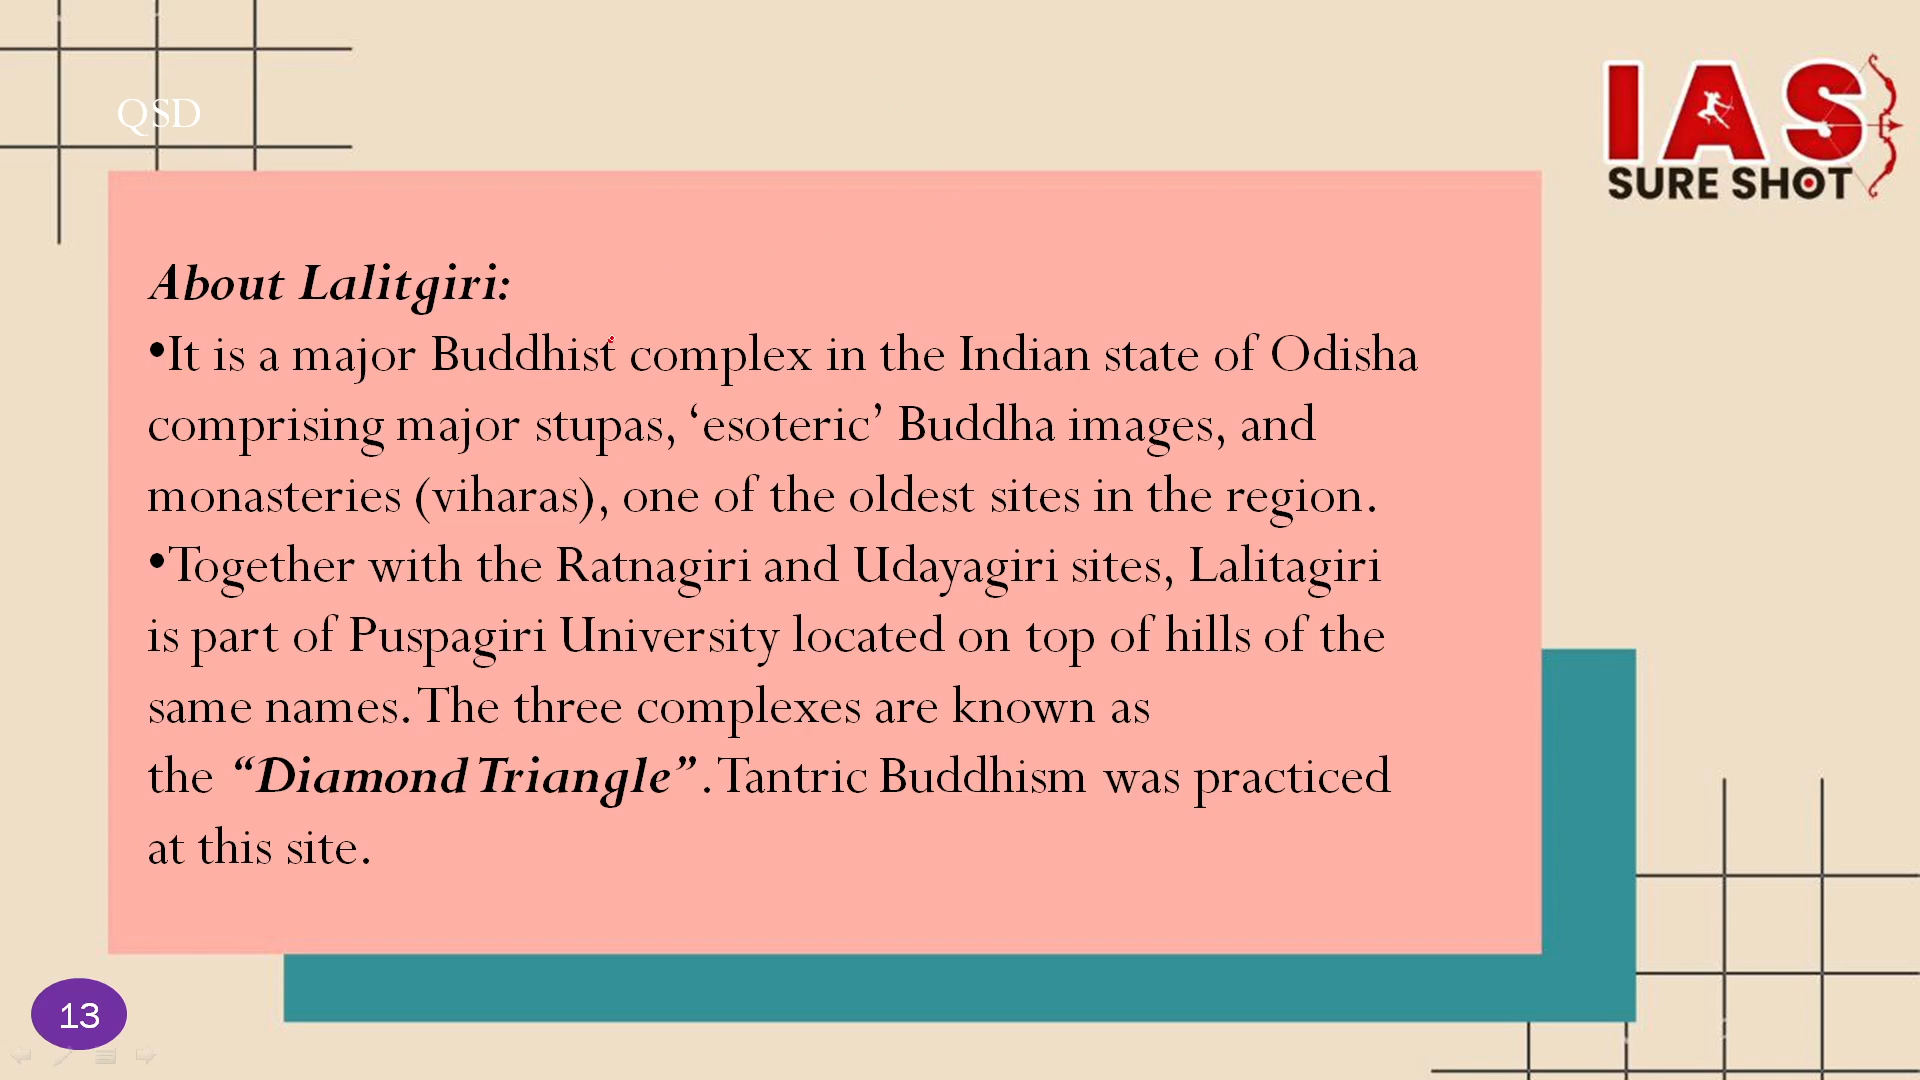 QSD
IAS
SURE SHOT
About Lalitgiri:
•It is a major Buddhist complex in the Indian state of Odisha
comprising major stupas, ‘esoteric’ Buddha images, and
monasteries (viharas), one of the oldest sites in the region.
•Together with the Ratnagiri and Udayagiri sites, Lalitagiri
is part of Puspagiri University located on top of hills of the
same names. The three complexes are known as
the “Diamond Triangle”. Tantric Buddhism was practiced
at this site.
13